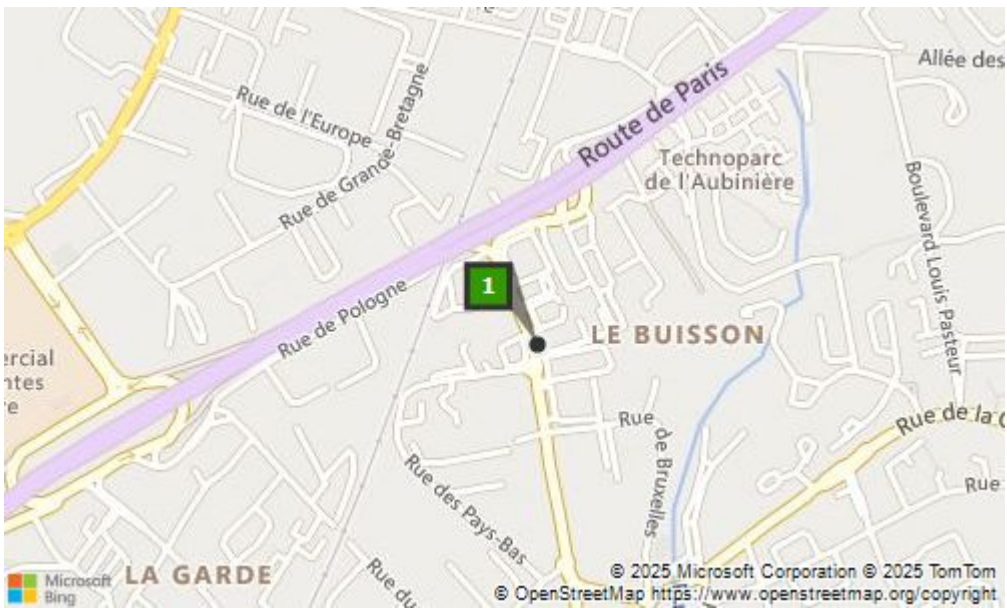 Allée des
Rue de l'Europe
Route de Paris
Rue de Grande-Bretagne
Technoparc
de l'Aubinière
Boulevard Louis Pasteur
1
Rue de Pologne
LE BUISSON
ercial
ntes
e
Rue de la
Rue de Bruxelles
Rue des Pays-Bas
Rue
Rue du
LA GARDE
Microsoft
Bing
© 2025 Microsoft Corporation © 2025 TomTom
© OpenStreetMap https://www.openstreetmap.org/copyright